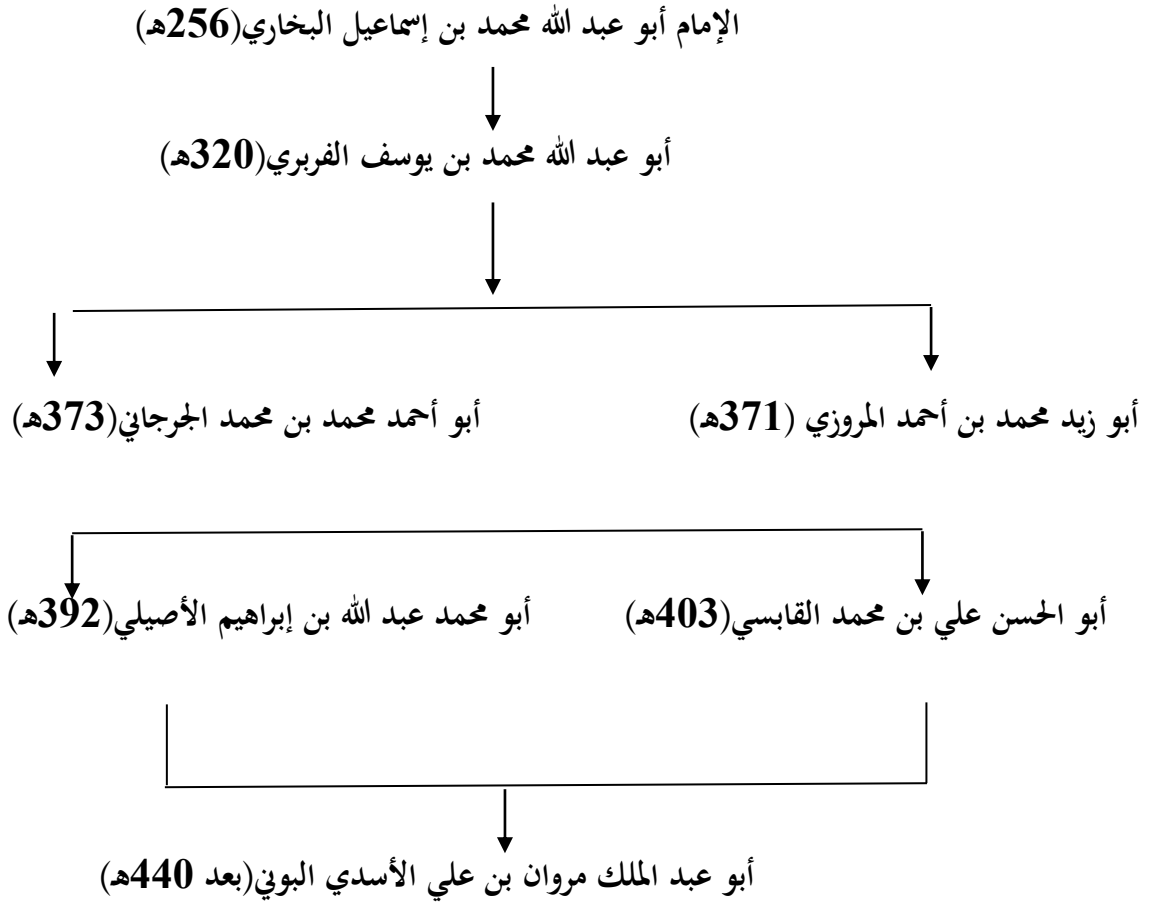 الإمام أبو عبد الله محمد بن إسماعيل البخاري(256هـ)
أبو عبد الله محمد بن يوسف الفربري(320هـ)
أبو زيد محمد بن أحمد المروزي (371هـ)
أبو أحمد محمد بن محمد الجرجاني(373هـ)
أبو الحسن علي بن محمد القابسي(403هـ)
أبو محمد عبد الله بن إبراهيم الأصيلي(392هـ)
أبو عبد الملك مروان بن علي الأسدي البوني(بعد 440هـ)